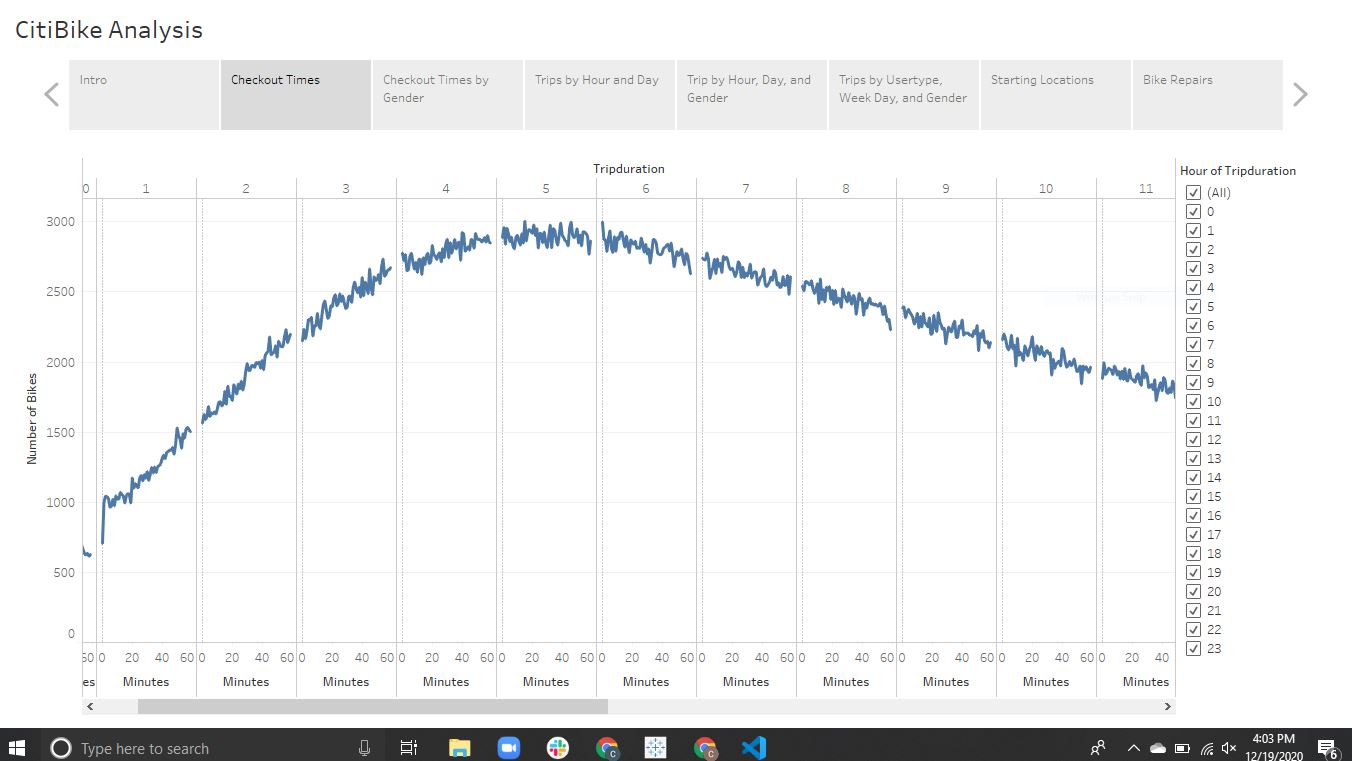 CitiBike Analysis
Intro
Checkout Times
Checkout Times by
Gender
Trips by Hour and Day
Trip by Hour, Day, and
Gender
Trips by Usertype,
Week Day, and Gender
Starting Locations
Bike Repairs
Tripduration
0 1 2 3 4 5 6 7 8 9 10 11
Number of Bikes
3000
2500
2000
1500
1000
500
0
60 0 20 40 60 0 20 40 60 0 20 40 60 0 20 40 60 0 20 40 60 0 20 40 60 0 20 40 60 0 20 40 60 0 20 40 60 0 20 40 60 0 20 40
es Minutes Minutes Minutes Minutes Minutes Minutes Minutes Minutes Minutes Minutes Minutes
Hour of Tripduration
(All)
0
1
2
3
4
5
6
7
8
9
10
11
12
13
14
15
16
17
18
19
20
21
22
23
Type here to search
C
C
4:03 PM
12/19/2020
6